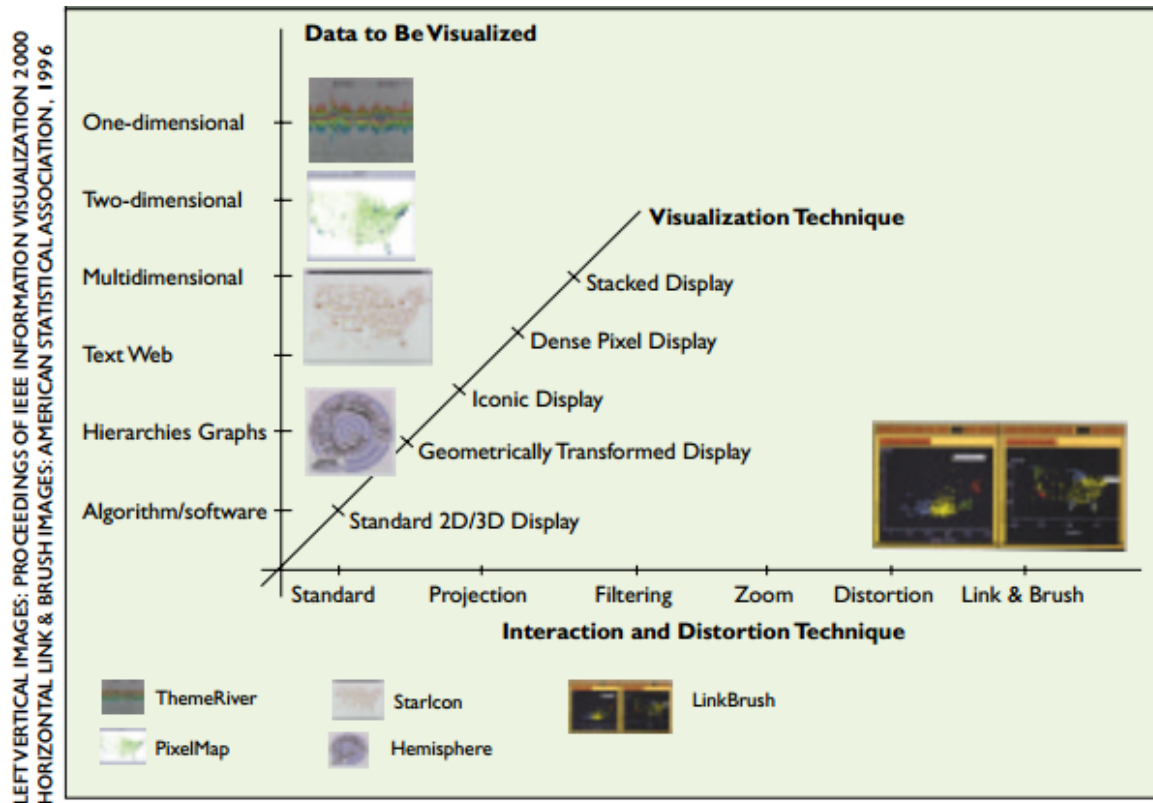 LEFT VERTICAL IMAGES: PROCEEDINGS OF IEEE INFORMATION VISUALIZATION 2000
HORIZONTAL LINK & BRUSH IMAGES: AMERICAN STATISTICAL ASSOCIATION, 1996
Data to Be Visualized
One-dimensional
Two-dimensional
Multidimensional
Text Web
Hierarchies Graphs
Algorithm/software
Visualization Technique
Stacked Display
Dense Pixel Display
Iconic Display
Geometrically Transformed Display
Standard 2D/3D Display
Standard Projection Filtering Zoom Distortion Link & Brush
Interaction and Distortion Technique
ThemeRiver StarIcon LinkBrush
PixelMap Hemisphere